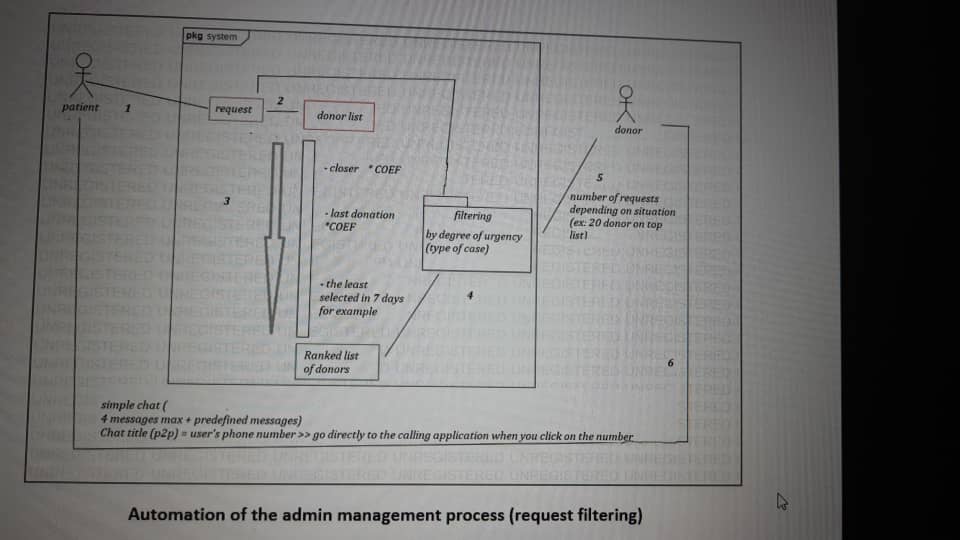 pkg system
patient
1
request
2
donor list
donor
- closer * COEF
5
3
number of requests
depending on situation
(ex: 20 donor on top
list)
- last donation
*COEF
filtering
by degree of urgency
(type of case)
- the least
selected in 7 days
for example
4
Ranked list
of donors
6
simple chat (
4 messages max + predefined messages)
Chat title (p2p) = user's phone number >> go directly to the calling application when you click on the number
UNREGISTERED UNREGISTERED UNREGISTERED UNREGISTERED
Automation of the admin management process (request filtering)